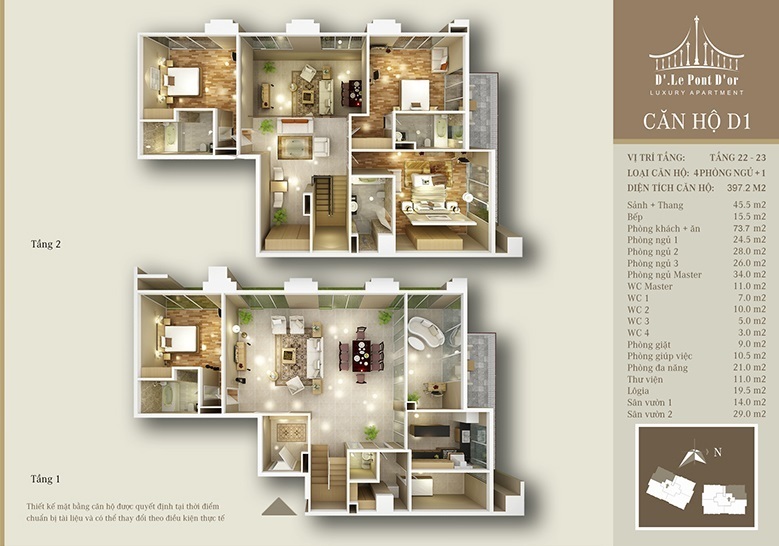 D'.Le Pont D'or
LUXURY APARTMENT
CĂN HỘ D1
VỊ TRÍ TẦNG: TẦNG 22 - 23
LOẠI CĂN HỘ: 4 PHÒNG NGỦ + 1
DIỆN TÍCH CĂN HỘ: 397.2 M2
Sảnh + Thang 45.5 m2
Bếp 15.5 m2
Phòng khách + ăn 73.7 m2
Phòng ngủ 1 24.5 m2
Phòng ngủ 2 28.0 m2
Phòng ngủ 3 26.0 m2
Phòng ngủ Master 34.0 m2
WC Master 11.0 m2
WC 1 7.0 m2
WC 2 10.0 m2
WC 3 5.0 m2
WC 4 3.0 m2
Phòng giặt 9.0 m2
Phòng giúp việc 10.5 m2
Phòng đa năng 21.0 m2
Thư viện 11.0 m2
Lôgia 19.5 m2
Sân vườn 1 14.0 m2
Sân vườn 2 29.0 m2
N
Tầng 2
Tầng 1
Thiết kế mặt bằng căn hộ được quyết định tại thời điểm
chuẩn bị tài liệu và có thể thay đổi theo điều kiện thực tế